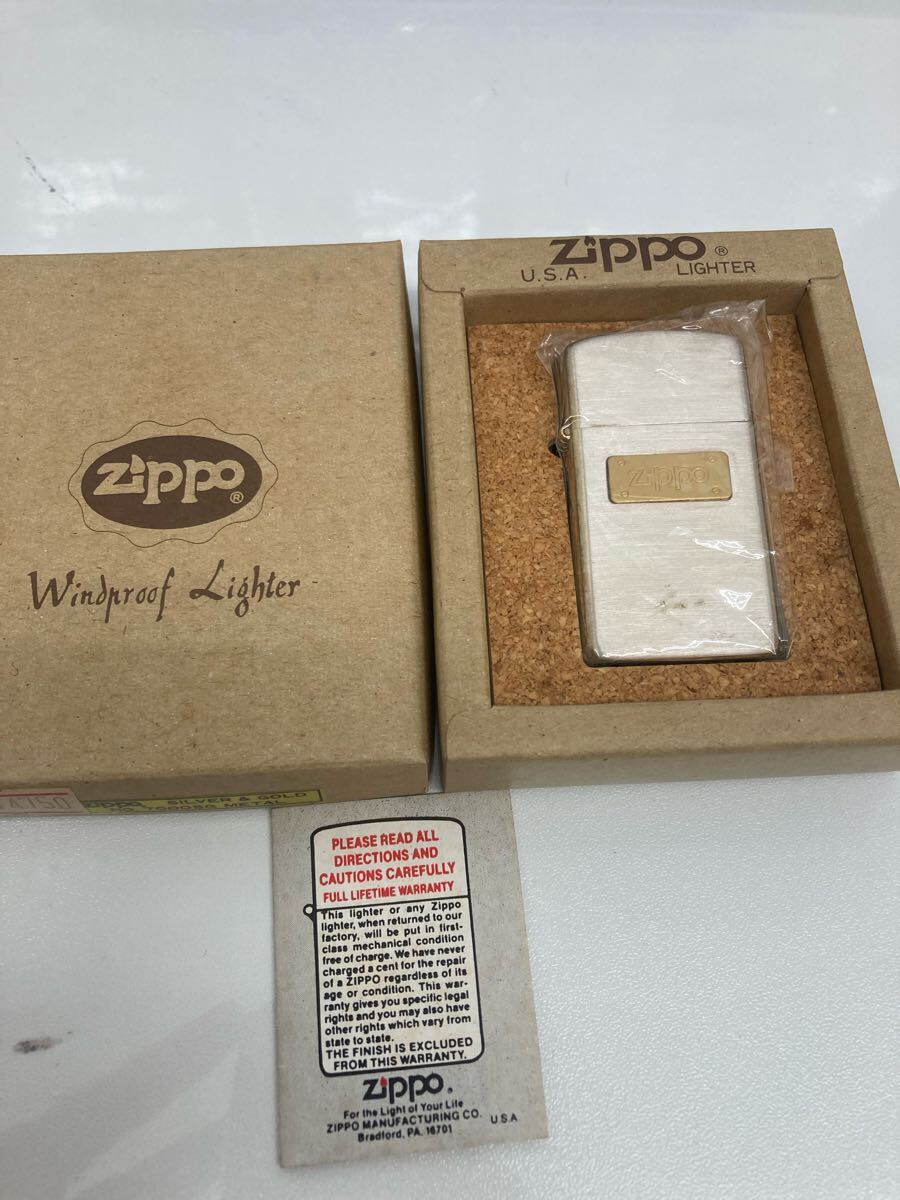 Zippo®
Windproof Lighter
Zippo®
U.S.A. LIGHTER
Zippo
Zippo SILVER & GOLD
METAL
PLEASE READ ALL
DIRECTIONS AND
CAUTIONS CAREFULLY
FULL LIFETIME WARRANTY
This lighter or any Zippo
lighter, when returned to our
factory, will be put in first-
class mechanical condition
free of charge. We have never
charged a cent for the repair
of a ZIPPO regardless of its
age or condition. This war-
ranty gives you specific legal
rights and you may also have
other rights which vary from
state to state.
THE FINISH IS EXCLUDED
FROM THIS WARRANTY.
Zippo®
For the Light of Your Life
ZIPPO MANUFACTURING CO. U.S.A
Bradford, PA. 16701